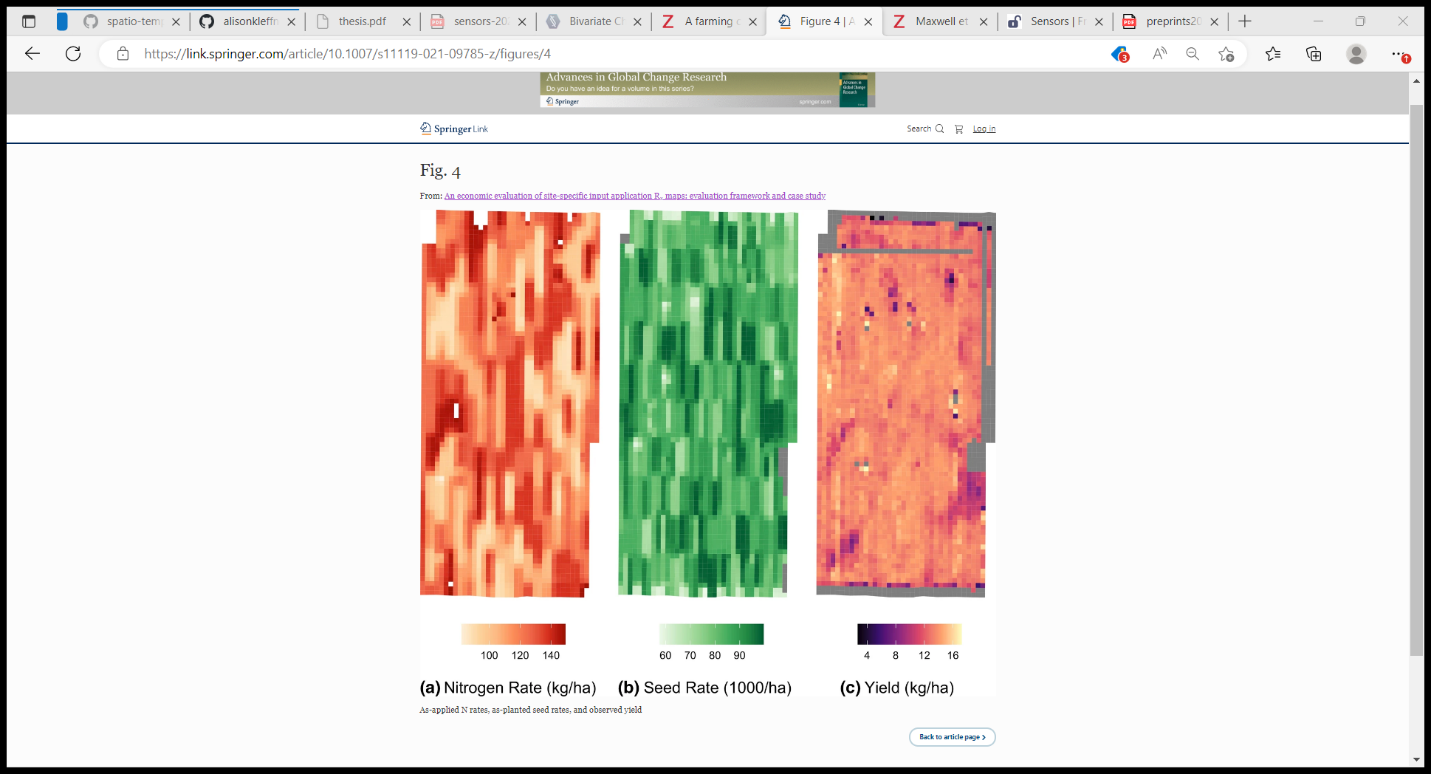 spatio-tem
alisonkleffn
thesis.pdf
sensors-20
Bivariate C
A farming
Figure 4 | A
Maxwell et
Sensors | F
preprints20
https://link.springer.com/article/10.1007/s11119-021-09785-z/figures/4
3
Advances in Global Change Research
Do you have an idea for a volume in this series?
Springer
springer.com
Springer Link
Search
Log in
Fig. 4
From: An economic evaluation of site-specific input application Rx maps: evaluation framework and case study
100 120 140
60 70 80 90
4 8 12 16
(a) Nitrogen Rate (kg/ha)
(b) Seed Rate (1000/ha)
(c) Yield (kg/ha)
As-applied N rates, as-planted seed rates, and observed yield
Back to article page